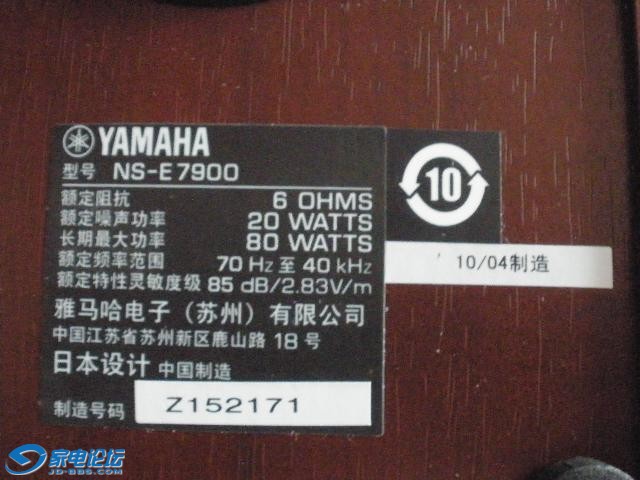 YAMAHA
型号 NS-E7900
额定阻抗 6 OHMS
额定噪声功率 20 WATTS
长期最大功率 80 WATTS
额定频率范围 70 Hz 至 40 kHz
额定特性灵敏度级 85 dB/2.83V/m
雅马哈电子（苏州）有限公司
中国江苏省苏州新区鹿山路 18 号
日本设计 中国制造
制造号码 Z152171
10
10/04制造
家电论坛
JD-BBS.COM